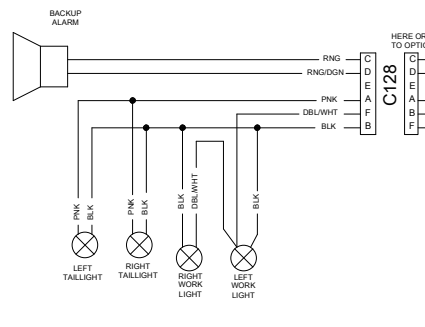 BACKUP
ALARM
HERE OR
TO OPTIO
RNG
RNG/DGN
PNK
DBL/WHT
BLK
C
D
E
A
F
B
C128
C
D
E
A
B
F
PNK
BLK
PNK
BLK
BLK
DBL/WHT
BLK
LEFT
TAILLIGHT
RIGHT
TAILLIGHT
RIGHT
WORK
LIGHT
LEFT
WORK
LIGHT